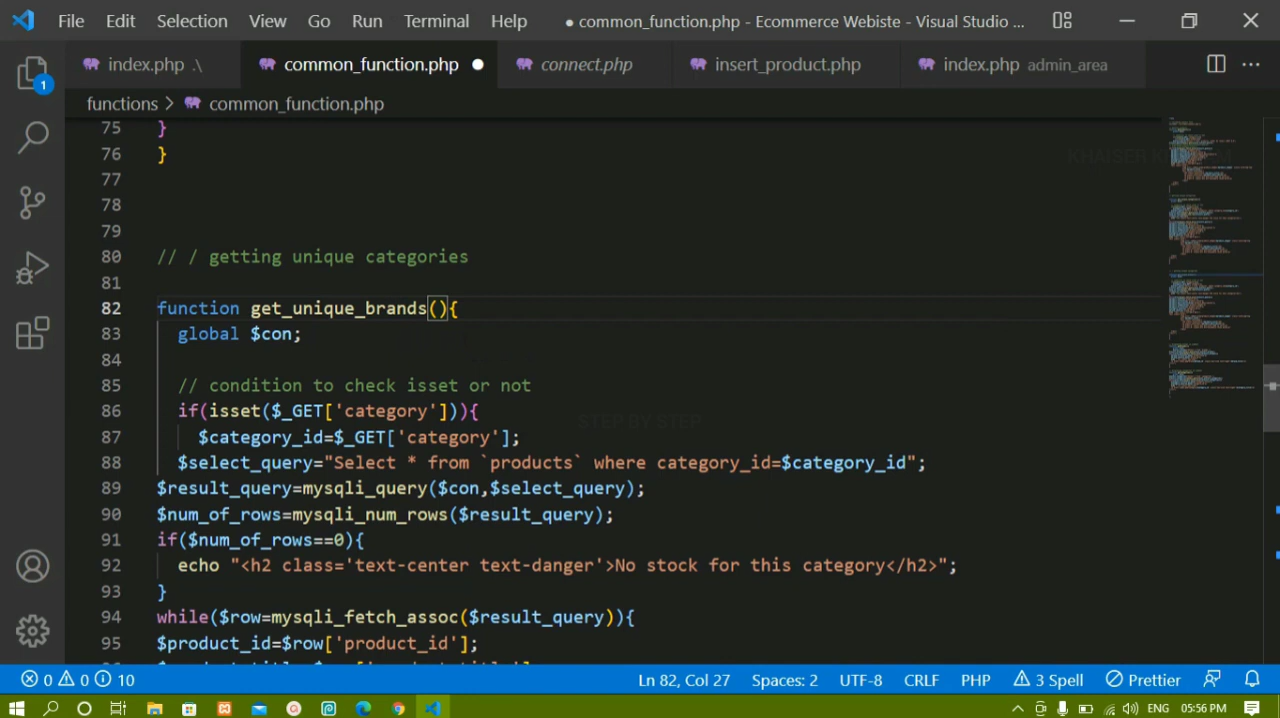 File Edit Selection View Go Run Terminal Help ● common_function.php - Ecommerce Webiste - Visual Studio ...
index.php .\ common_function.php ● connect.php insert_product.php index.php admin_area ...
1
functions > common_function.php
75 }
76 }
77
78
79
80 // / getting unique categories
81
82 function get_unique_brands(){
83 global $con;
84
85 // condition to check isset or not
86 if(isset($_GET['category'])){
87 $category_id=$_GET['category'];
STEP BY STEP
88 $select_query="Select * from `products` where category_id=$category_id";
89 $result_query=mysqli_query($con,$select_query);
90 $num_of_rows=mysqli_num_rows($result_query);
91 if($num_of_rows==0){
92 echo "<h2 class='text-center text-danger'>No stock for this category</h2>";
93 }
94 while($row=mysqli_fetch_assoc($result_query)){
95 $product_id=$row['product_id'];
0 0 10 Ln 82, Col 27 Spaces: 2 UTF-8 CRLF PHP 3 Spell Prettier
ENG 05:56 PM